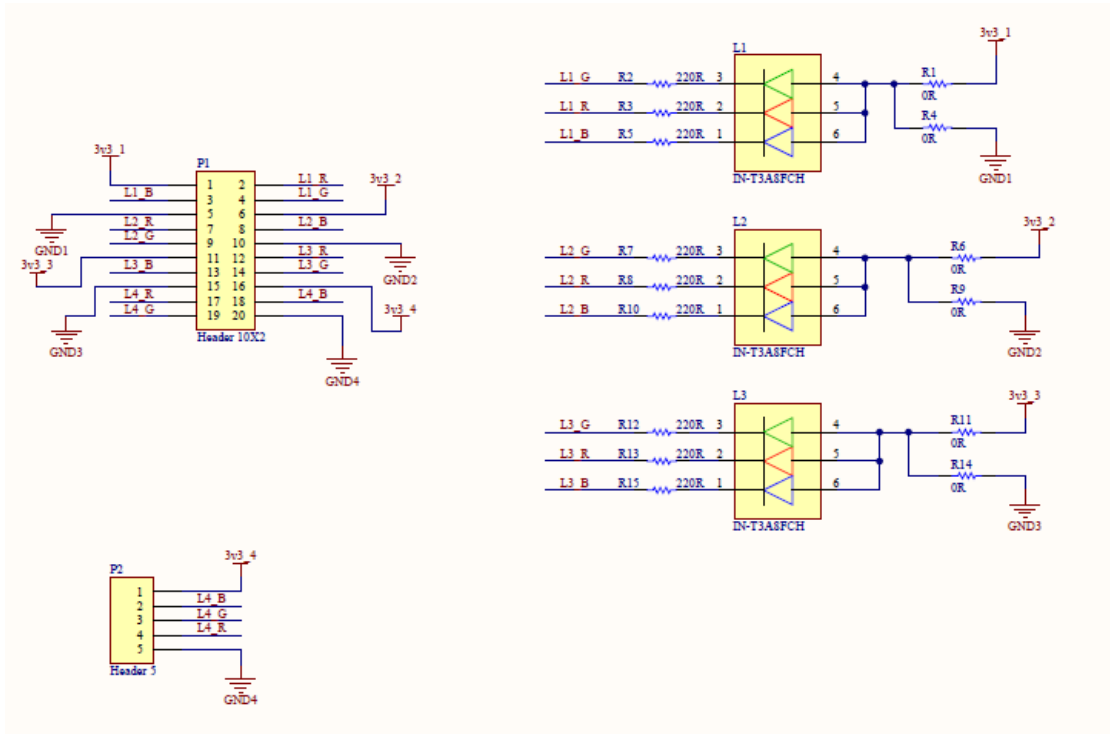 3v3_1
P1
1 2 L1_R
L1_B 3 4 L1_G
3v3_2
5 6
GND1
L2_R 7 8 L2_B
L2_G 9 10
GND2
3v3_3
11 12 L3_R
L3_B 13 14 L3_G
15 16
GND3
L4_R 17 18 L4_B
L4_G 19 20
3v3_4
Header 10X2
GND4
L1
3v3_1
L1_G R2 220R 3 4 R1
0R
L1_R R3 220R 2 5 R4
0R
L1_B R5 220R 1 6
IN-T3A8FCH
GND1
L2
3v3_2
L2_G R7 220R 3 4 R6
0R
L2_R R8 220R 2 5 R9
0R
L2_B R10 220R 1 6
IN-T3A8FCH
GND2
L3
3v3_3
L3_G R12 220R 3 4 R11
0R
L3_R R13 220R 2 5 R14
0R
L3_B R15 220R 1 6
IN-T3A8FCH
GND3
P2
3v3_4
1
2 L4_B
3 L4_G
4 L4_R
5
Header 5
GND4